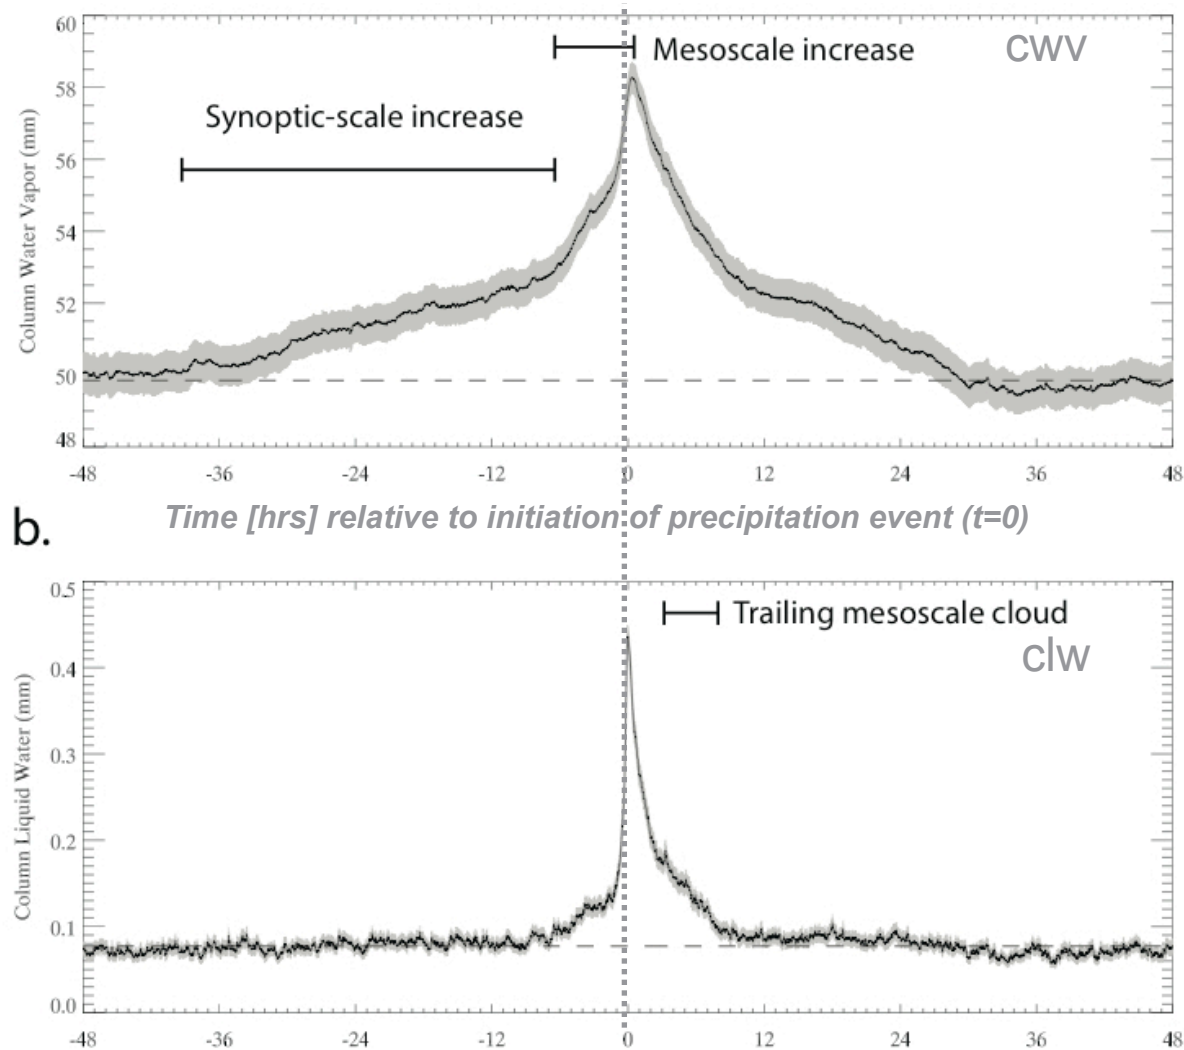 60
58
56
54
52
50
48
Column Water Vapor (mm)
Mesoscale increase
cwv
Synoptic-scale increase
-48 -36 -24 -12 0 12 24 36 48
Time [hrs] relative to initiation of precipitation event (t=0)
b.
0.5
0.4
0.3
0.2
0.1
0.0
Column Liquid Water (mm)
Trailing mesoscale cloud
clw
-48 -36 -24 -12 0 12 24 36 48